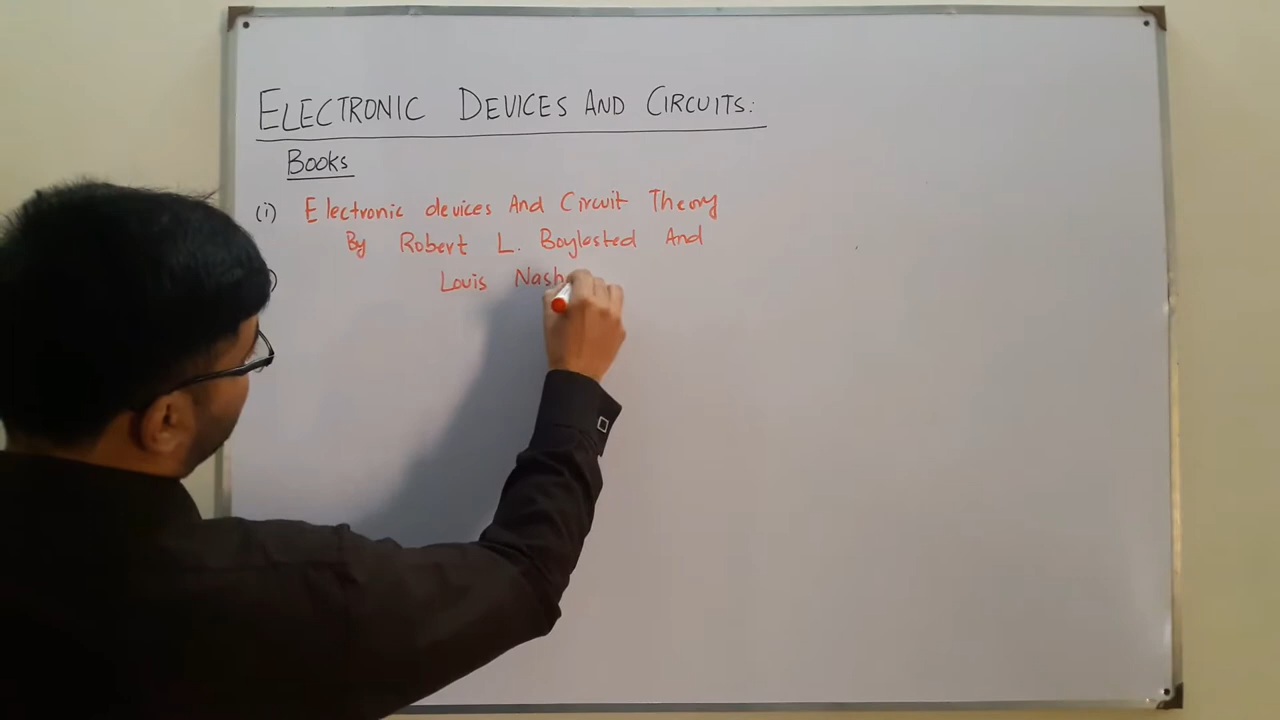 ELECTRONIC DEVICES AND CIRCUITS:
Books
(i) Electronic devices And Circuit Theory
By Robert L. Boylested And
Louis Nash